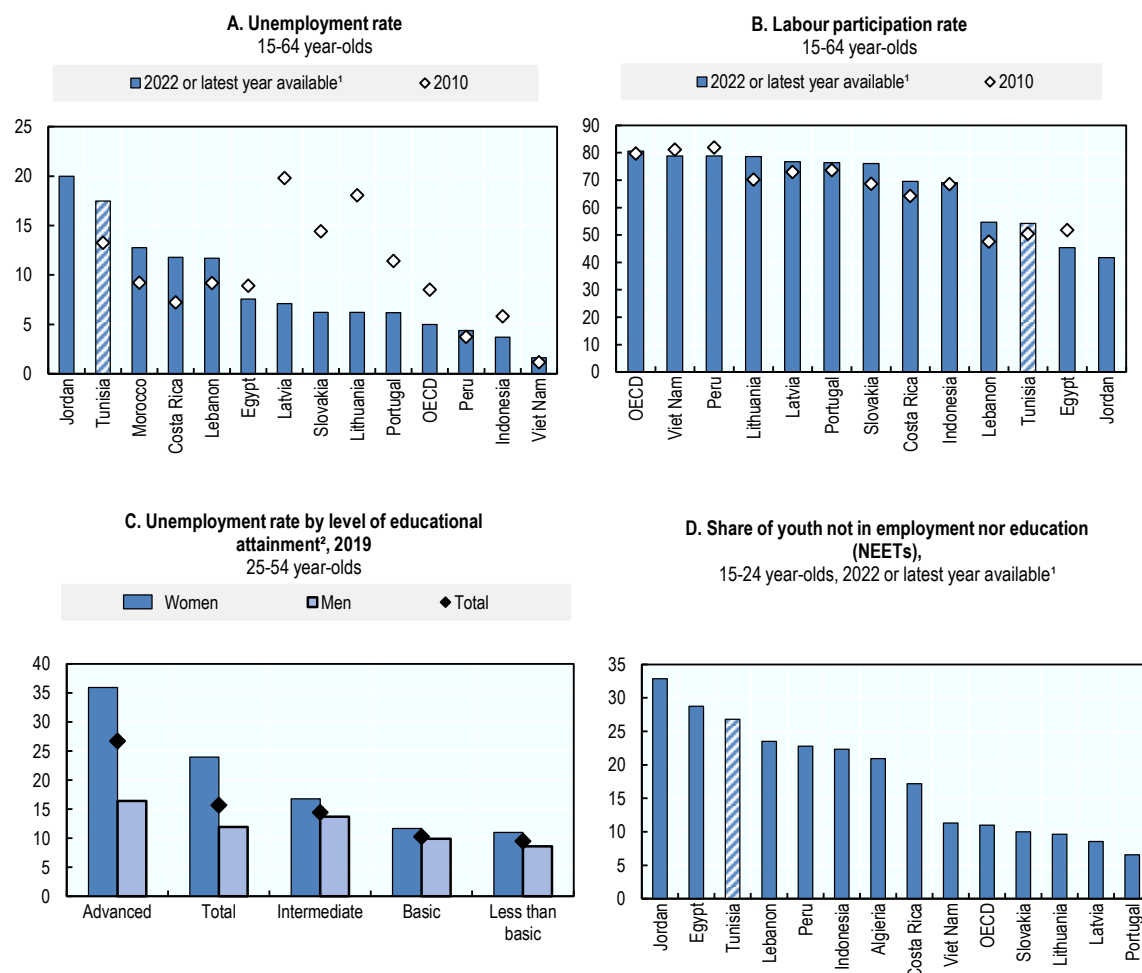 A. Unemployment rate
15-64 year-olds
2022 or latest year available¹
2010
25
20
15
10
5
0
Jordan
Tunisia
Morocco
Costa Rica
Lebanon
Egypt
Latvia
Slovakia
Lithuania
Portugal
OECD
Peru
Indonesia
Viet Nam
B. Labour participation rate
15-64 year-olds
2022 or latest year available¹
2010
90
80
70
60
50
40
30
20
10
0
OECD
Viet Nam
Peru
Lithuania
Latvia
Portugal
Slovakia
Costa Rica
Indonesia
Lebanon
Tunisia
Egypt
Jordan
C. Unemployment rate by level of educational
attainment², 2019
25-54 year-olds
Women
Men
Total
40
35
30
25
20
15
10
5
0
Advanced
Total
Intermediate
Basic
Less than
basic
D. Share of youth not in employment nor education
(NEETs),
15-24 year-olds, 2022 or latest year available¹
35
30
25
20
15
10
5
0
Jordan
Egypt
Tunisia
Lebanon
Peru
Indonesia
Algieria
Costa Rica
Viet Nam
OECD
Slovakia
Lithuania
Latvia
Portugal